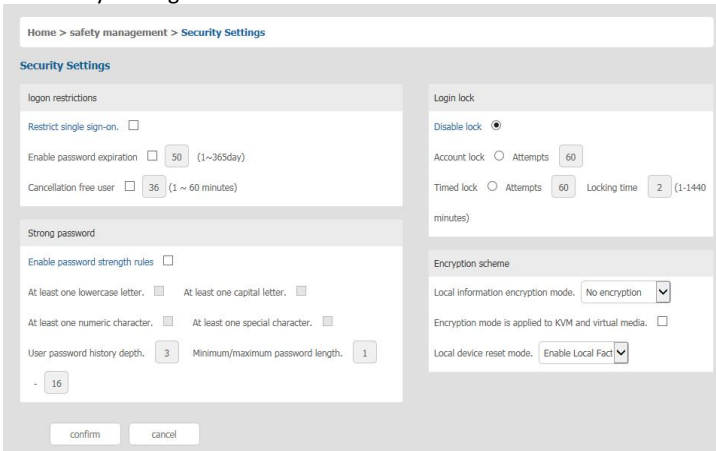 Home > safety management > Security Settings
Security Settings
logon restrictions
Restrict single sign-on.
Enable password expiration 50 (1~365day)
Cancellation free user 36 (1 ~ 60 minutes)
Strong password
Enable password strength rules
At least one lowercase letter. At least one capital letter.
At least one numeric character. At least one special character.
User password history depth. 3 Minimum/maximum password length. 1
- 16
Login lock
Disable lock
Account lock Attempts 60
Timed lock Attempts 60 Locking time 2 (1-1440
minutes)
Encryption scheme
Local information encryption mode. No encryption
Encryption mode is applied to KVM and virtual media.
Local device reset mode. Enable Local Fact
confirm cancel